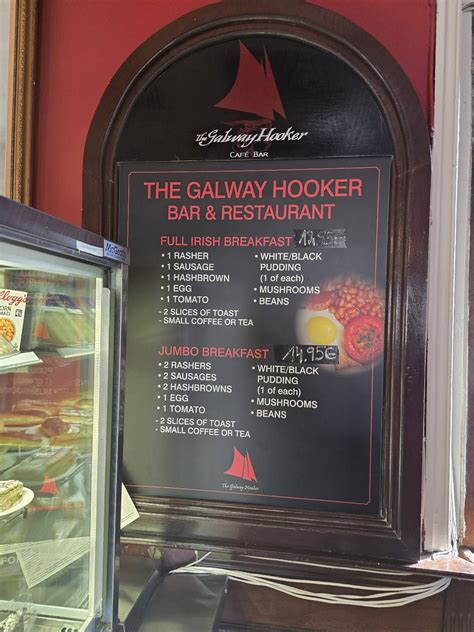 The Galway Hooker
CAFÉ BAR
THE GALWAY HOOKER
BAR & RESTAURANT
FULL IRISH BREAKFAST
• 1 RASHER
• 1 SAUSAGE
• 1 HASHBROWN
• 1 EGG
• 1 TOMATO
- 2 SLICES OF TOAST
- SMALL COFFEE OR TEA
• WHITE/BLACK
PUDDING
(1 of each)
• MUSHROOMS
• BEANS
JUMBO BREAKFAST 14.95€
• 2 RASHERS
• 2 SAUSAGES
• 2 HASHBROWNS
• 1 EGG
• 1 TOMATO
- 2 SLICES OF TOAST
- SMALL COFFEE OR TEA
• WHITE/BLACK
PUDDING
(1 of each)
• MUSHROOMS
• BEANS
The Galway Hooker
Kellogg's